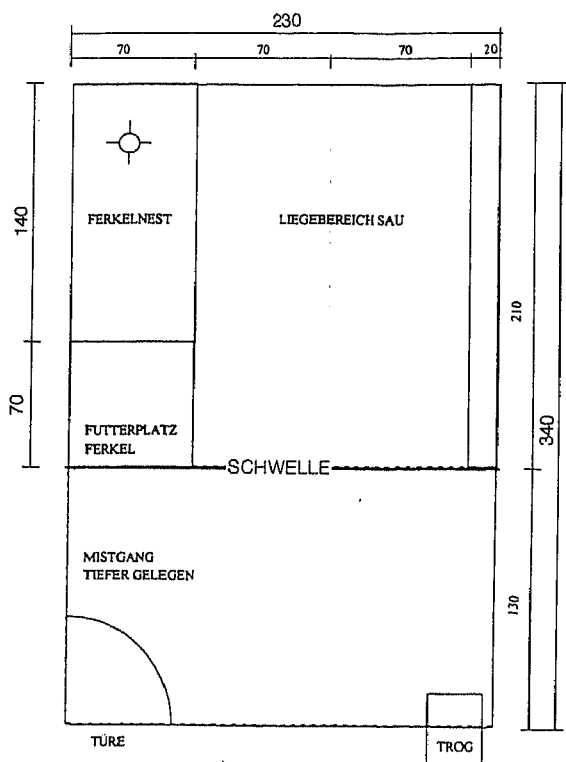 230
70
70
70
20
FERKELNEST
LIEGEBEREICH SAU
140
210
340
70
FUTTERPLATZ
FERKEL
SCHWELLE
MISTGANG
TIEFER GELEGEN
130
TÜRE
TROG